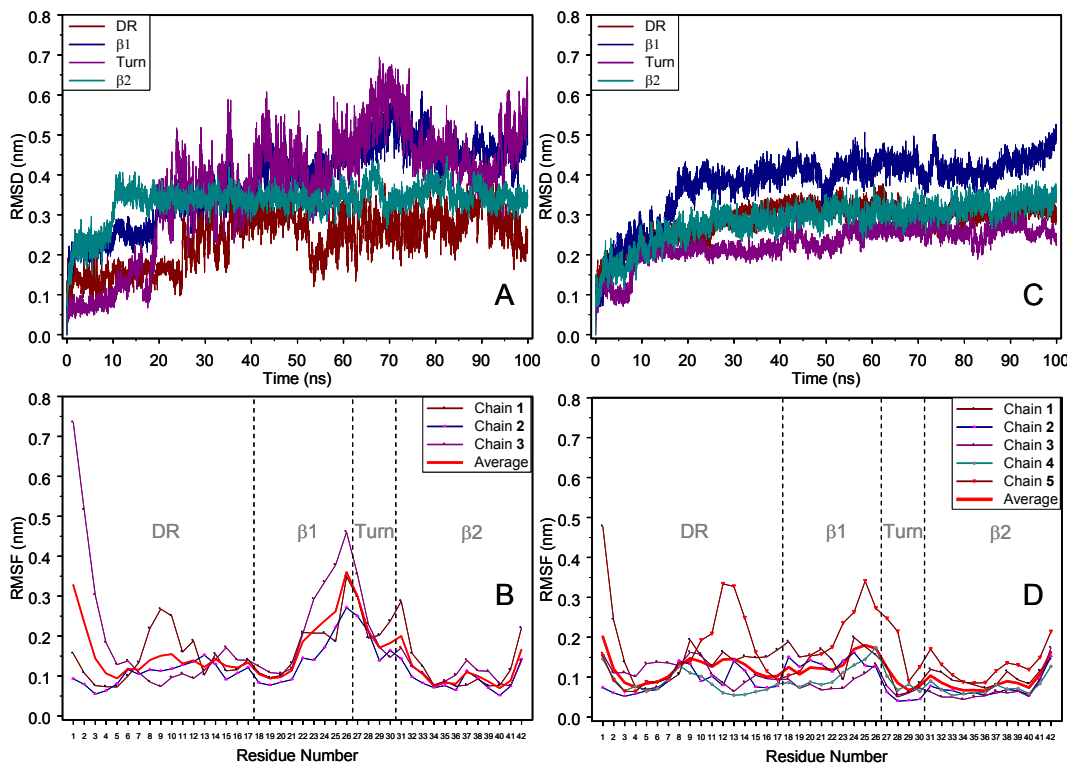 0.8
0.7
0.6
0.5
0.4
0.3
0.2
0.1
0.0
RMSD (nm)
DR
β1
Turn
β2
A
0 10 20 30 40 50 60 70 80 90 100
Time (ns)
0.8
0.7
0.6
0.5
0.4
0.3
0.2
0.1
0.0
RMSD (nm)
DR
β1
Turn
β2
C
0 10 20 30 40 50 60 70 80 90 100
Time (ns)
0.8
0.7
0.6
0.5
0.4
0.3
0.2
0.1
0.0
RMSF (nm)
Chain 1
Chain 2
Chain 3
Average
DR β1 Turn β2
B
1 2 3 4 5 6 7 8 9 10 11 12 13 14 15 16 17 18 19 20 21 22 23 24 25 26 27 28 29 30 31 32 33 34 35 36 37 38 39 40 41 42
Residue Number
0.8
0.7
0.6
0.5
0.4
0.3
0.2
0.1
0.0
RMSF (nm)
Chain 1
Chain 2
Chain 3
Chain 4
Chain 5
Average
DR β1 Turn β2
D
1 2 3 4 5 6 7 8 9 10 11 12 13 14 15 16 17 18 19 20 21 22 23 24 25 26 27 28 29 30 31 32 33 34 35 36 37 38 39 40 41 42
Residue Number